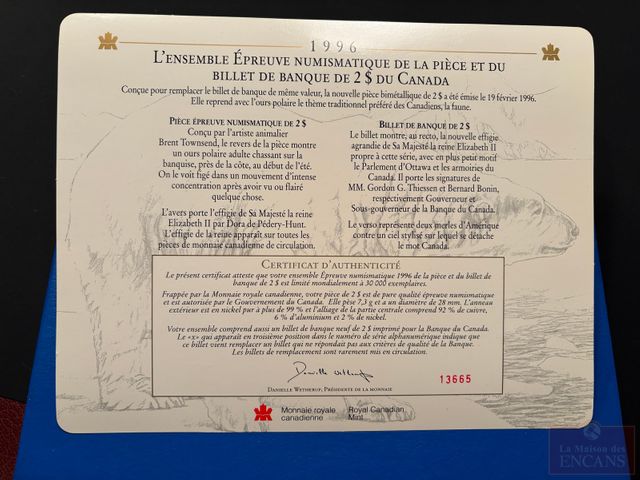 1996
L'ENSEMBLE ÉPREUVE NUMISMATIQUE DE LA PIÈCE ET DU
BILLET DE BANQUE DE 2 $ DU CANADA
Conçue pour remplacer le billet de banque de même valeur, la nouvelle pièce bimétallique de 2 $ a été émise le 19 février 1996.
Elle reprend avec l'ours polaire le thème traditionnel préféré des Canadiens, la faune.
PIÈCE ÉPREUVE NUMISMATIQUE DE 2 $
Conçu par l'artiste animalier
Brent Townsend, le revers de la pièce montre
un ours polaire adulte chassant sur la
banquise, près de la côte, au début de l'été.
On le voit figé dans un mouvement d'intense
concentration après avoir vu ou flairé
quelque chose.
L'avers porte l'effigie de Sa Majesté la reine
Elizabeth II par Dora de Pédery-Hunt.
L'effigie de la reine apparaît sur toutes les
pièces de monnaie canadienne de circulation.
BILLET DE BANQUE DE 2 $
Le billet montre, au recto, la nouvelle effigie
agrandie de Sa Majesté la reine Elizabeth II
propre à cette série, avec en plus petit motif
le Parlement d'Ottawa et les armoiries du
Canada. Il porte les signatures de
MM. Gordon G. Thiessen et Bernard Bonin,
respectivement Gouverneur et
Sous-gouverneur de la Banque du Canada.
Le verso représente deux merles d'Amérique
contre un ciel stylisé sur lequel se détache
le mot Canada.
CERTIFICAT D'AUTHENTICITÉ
Le présent certificat atteste que votre ensemble Épreuve numismatique 1996 de la pièce et du billet de
banque de 2 $ est limité mondialement à 30 000 exemplaires.
Frappée par la Monnaie royale canadienne, votre pièce de 2 $ est de pure qualité épreuve numismatique
et est autorisée par le Gouvernement du Canada. Elle pèse 7,3 g et a un diamètre de 28 mm. L'anneau
extérieur est en nickel pur à plus de 99 % et l'alliage de la partie centrale comprend 92 % de cuivre,
6 % d'aluminium et 2 % de nickel.
Votre ensemble comprend aussi un billet de banque neuf de 2 $ imprimé pour la Banque du Canada.
Le «x» qui apparaît en troisième position dans le numéro de série alphanumérique indique que
ce billet vient remplacer un billet qui ne répondait pas aux critères de qualité de la Banque.
Les billets de remplacement sont rarement mis en circulation.
Danielle Wetherup
13665
DANIELLE WETHERUP, PRÉSIDENTE DE LA MONNAIE
Monnaie royale
canadienne
Royal Canadian
Mint
La Maison des
ENCANS